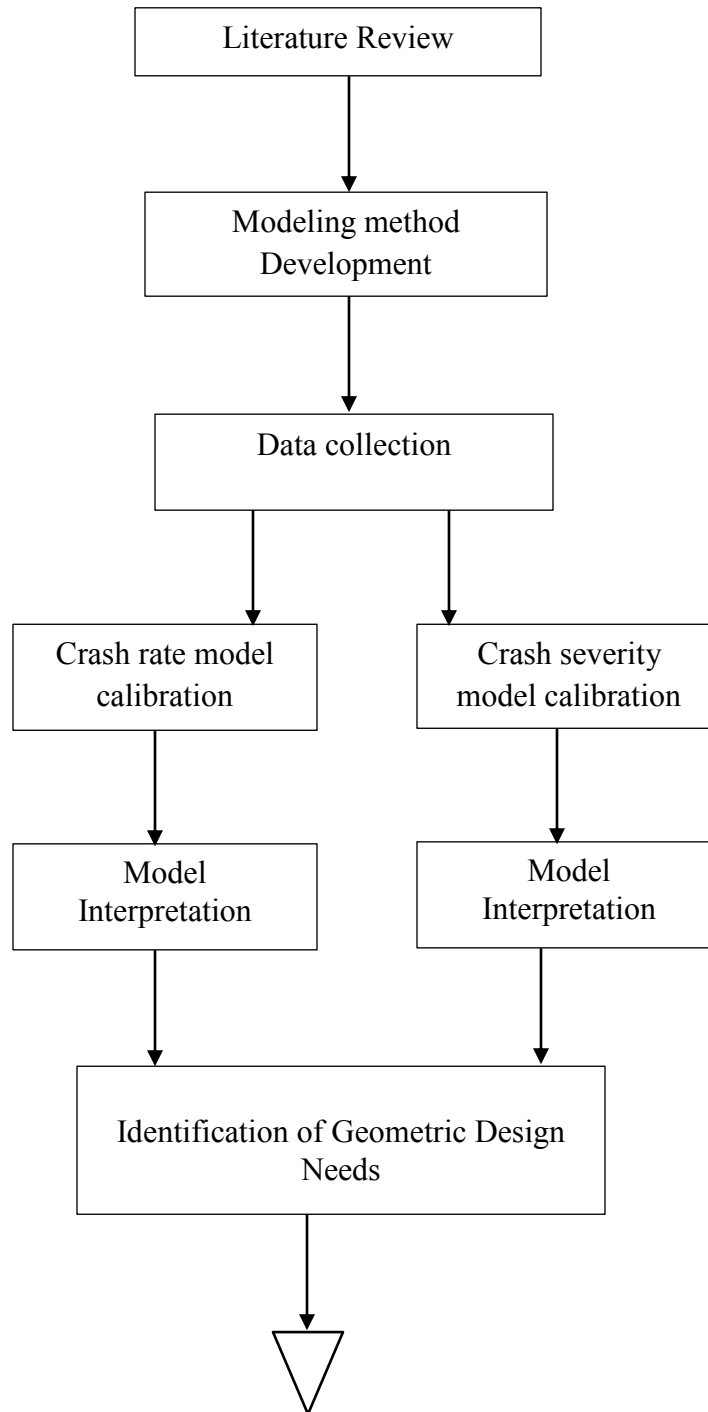 Literature Review
Modeling method
Development
Data collection
Crash rate model
calibration
Crash severity
model calibration
Model
Interpretation
Model
Interpretation
Identification of Geometric Design
Needs